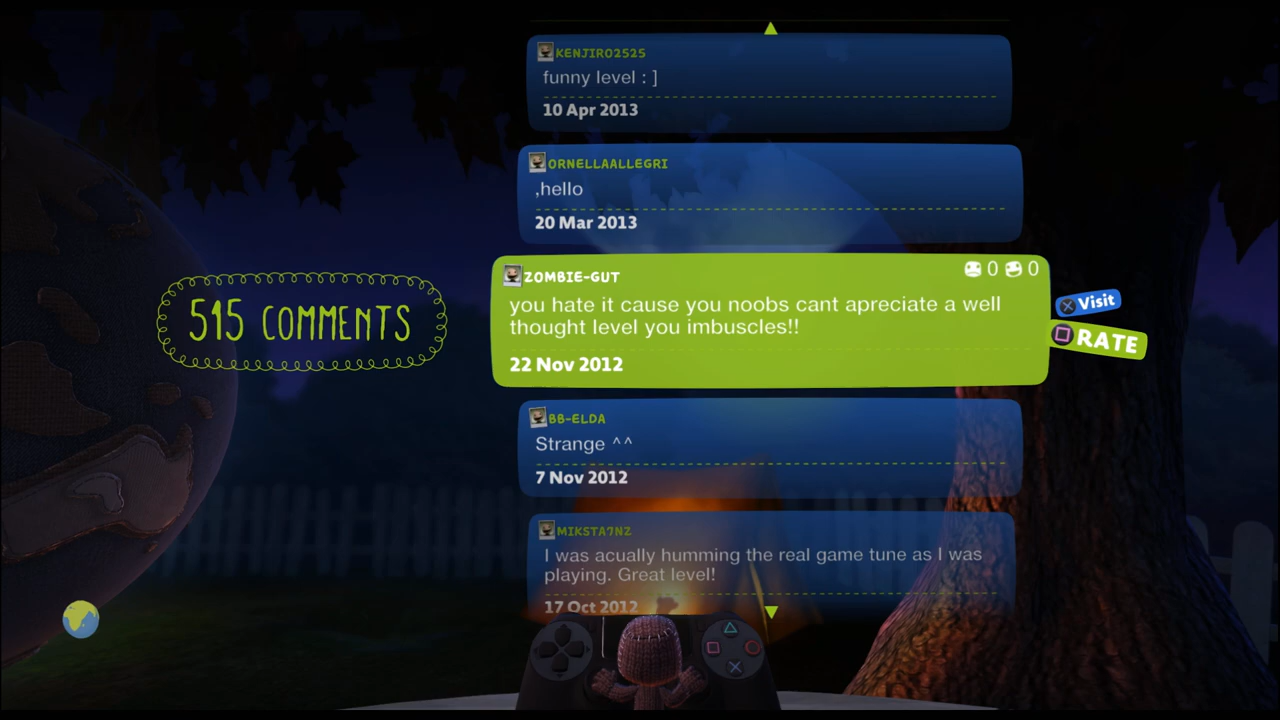 KENJIRO2525
funny level : ]
10 Apr 2013
ORNELLAALLEGRI
,hello
20 Mar 2013
515 COMMENTS
ZOMBIE-GUT
0 0
you hate it cause you noobs cant apreciate a well
thought level you imbuscles!!
22 Nov 2012
Visit
RATE
BB-ELDA
Strange ^^
7 Nov 2012
MIKSTA7NZ
I was acually humming the real game tune as I was
playing. Great level!
17 Oct 2012